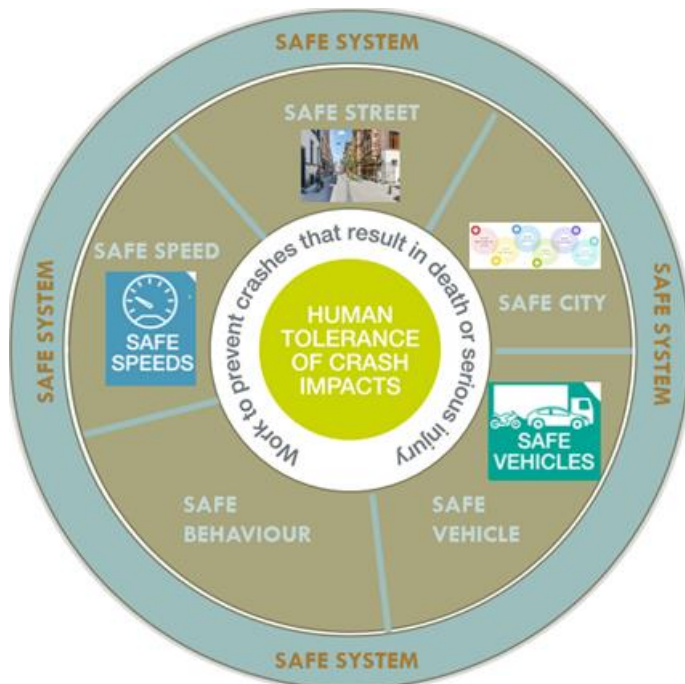 SAFE SYSTEM
SAFE STREET
SAFE SPEED
SAFE
SPEEDS
SAFE CITY
SAFE SYSTEM
SAFE SYSTEM
Work to prevent crashes that result in death or serious injury
HUMAN
TOLERANCE
OF CRASH
IMPACTS
SAFE
VEHICLES
SAFE
BEHAVIOUR
SAFE
VEHICLE
SAFE SYSTEM